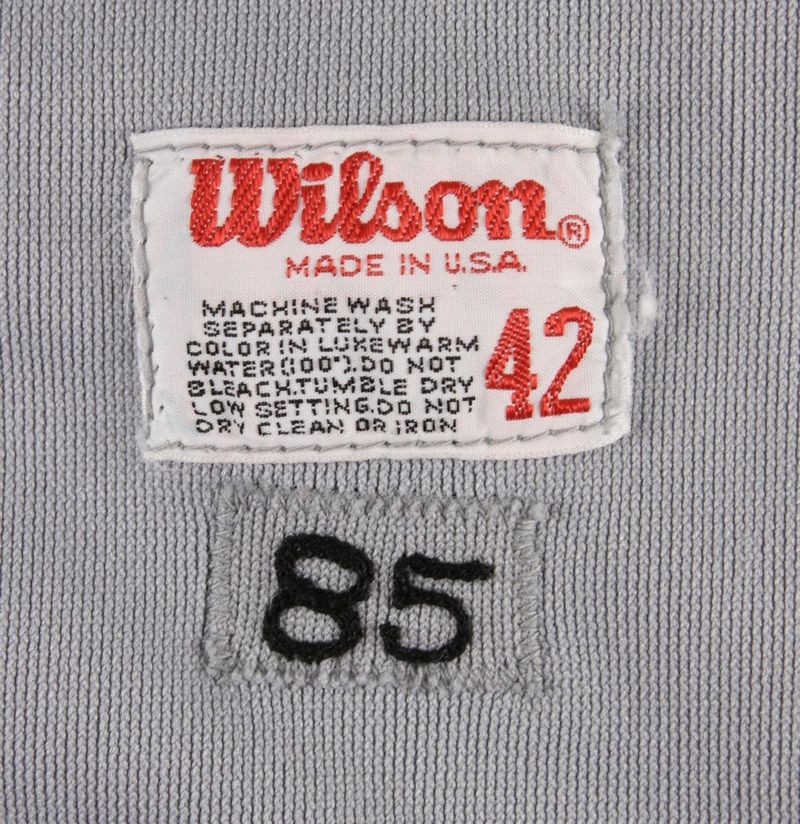 Wilson®
MADE IN U.S.A.
MACHINE WASH
SEPARATELY BY
COLOR IN LUKEWARM
WATER(100°).DO NOT
BLEACH.TUMBLE DRY
LOW SETTING.DO NOT
DRY CLEAN OR IRON
42
85